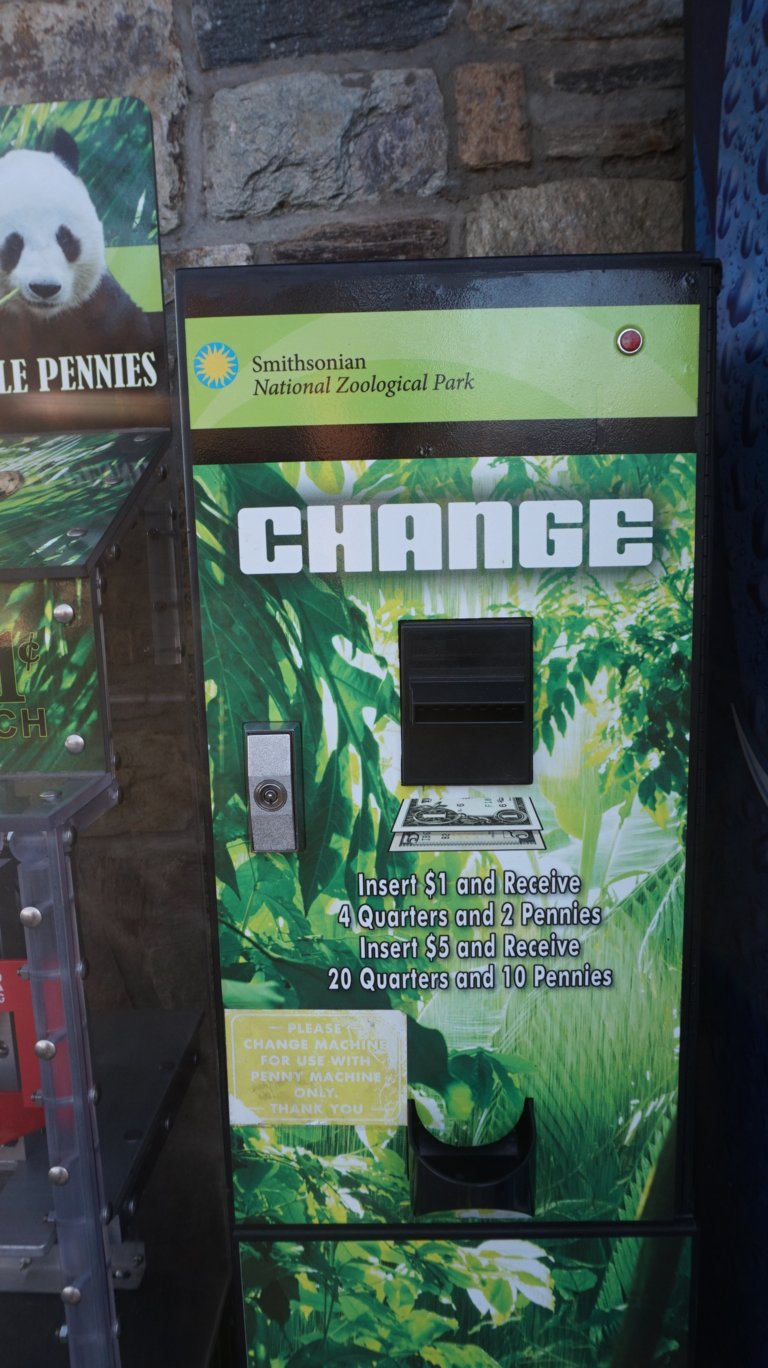 LE PENNIES
1¢
CH
Smithsonian
National Zoological Park
CHANGE
Insert $1 and Receive
4 Quarters and 2 Pennies
Insert $5 and Receive
20 Quarters and 10 Pennies
PLEASE
CHANGE MACHINE
FOR USE WITH
PENNY MACHINE
ONLY.
THANK YOU